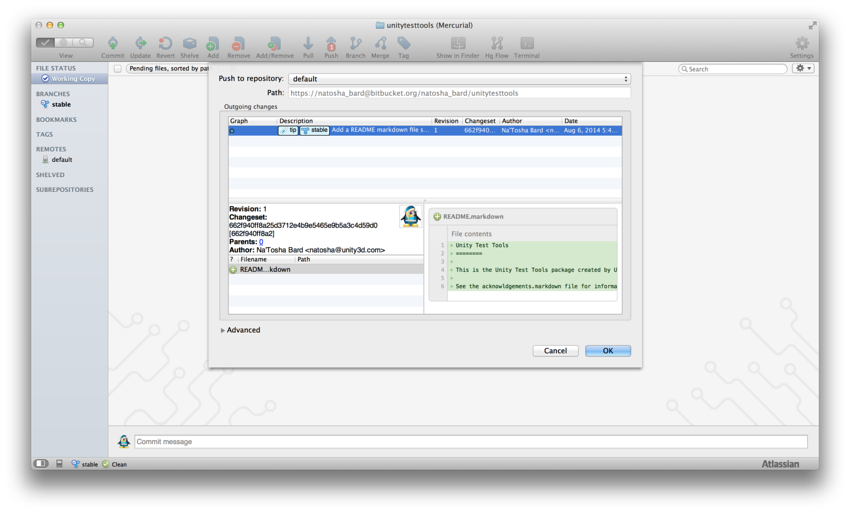 unitytesttools (Mercurial)
View
Commit
Update
Revert
Shelve
Add
Remove
Add/Remove
Pull
Push
Branch
Merge
Tag
Show in Finder
Hg Flow
Terminal
Settings
FILE STATUS
Working Copy
BRANCHES
stable
BOOKMARKS
TAGS
REMOTES
default
SHELVED
SUBREPOSITORIES
Pending files, sorted by pat
Search
Push to repository: default
Path: https://natosha_bard@bitbucket.org/natosha_bard/unitytesttools
Outgoing changes
Graph Description Revision Changeset Author Date
tip stable Add a README markdown file s... 1 662f940... Na'Tosha Bard <n... Aug 6, 2014 5:4...
Revision: 1
Changeset:
662f940ff8a25d3712e4b9e5465e9b5a3c4d59d0
[662f940ff8a2]
Parents: 0
Author: Na'Tosha Bard <natosha@unity3d.com>
? Filename Path
READM...kdown
README.markdown
File contents
1 + Unity Test Tools
2 + ========
3 +
4 + This is the Unity Test Tools package created by U
5 +
6 + See the acknowldgements.markdown file for informa
Advanced
Cancel
OK
Commit message
stable
Clean
Atlassian